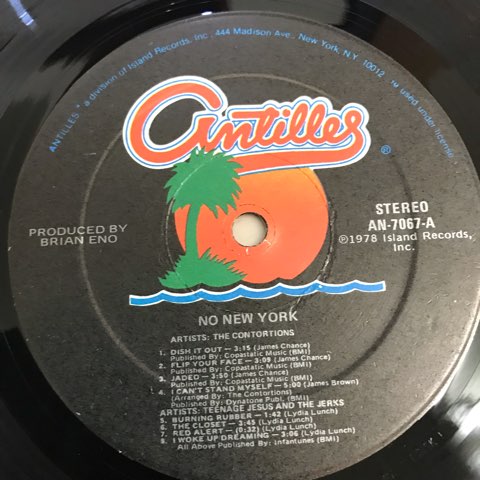 ANTILLES " a division of Island Records, Inc. 444 Madison Ave., New York, N.Y. 10012. used under license
antilles
®
STEREO
AN-7067-A
℗1978 Island Records,
Inc.
PRODUCED BY
BRIAN ENO
NO NEW YORK
ARTISTS: THE CONTORTIONS
1. DISH IT OUT – 3:15 (James Chance)
Published By: Copastatic Music (BMI)
2. FLIP YOUR FACE – 3:09 (James Chance)
Published By: Copastatic Music (BMI)
3. JADED – 3:50 (James Chance)
Published By: Copastatic Music (BMI)
4. I CAN'T STAND MYSELF – 5:00 (James Brown)
(Arranged By: The Contortions)
Published By: Dynatone Publ. (BMI)
ARTISTS: TEENAGE JESUS AND THE JERKS
5. BURNING RUBBER – 1:42 (Lydia Lunch)
6. THE CLOSET – 3:45 (Lydia Lunch)
7. RED ALERT – (0:32) (Lydia Lunch)
8. I WOKE UP DREAMING – 3:06 (Lydia Lunch)
All Above Published By: Infantunes (BMI)